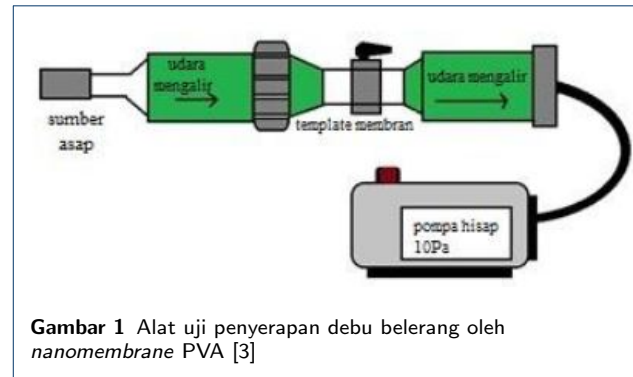 udara
mengalir
udara mengalir
sumber
asap
template membran
pompa hisap
10Pa
Gambar 1 Alat uji penyerapan debu belerang oleh
nanomembrane PVA [3]